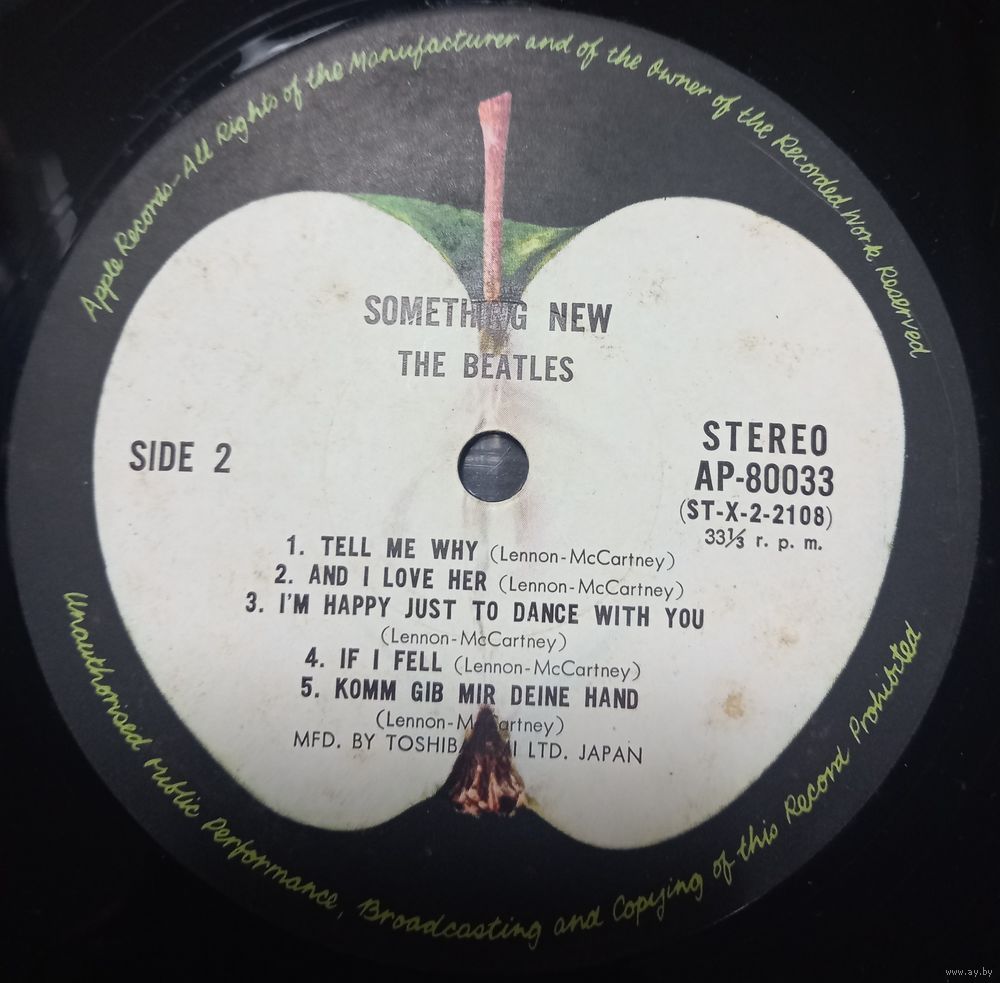 Apple Records-All Rights of the Manufacturer and of the Owner of the Recorded Work Reserved
SOMETHING NEW
THE BEATLES
SIDE 2
STEREO
AP-80033
(ST-X-2-2108)
33⅓ r. p. m.
1. TELL ME WHY (Lennon-McCartney)
2. AND I LOVE HER (Lennon-McCartney)
3. I'M HAPPY JUST TO DANCE WITH YOU
(Lennon-McCartney)
4. IF I FELL (Lennon-McCartney)
5. KOMM GIB MIR DEINE HAND
(Lennon-McCartney)
MFD. BY TOSHIBA EMI LTD. JAPAN
Unauthorised Public Performance, Broadcasting and Copying of this Record Prohibited
www.ay.by